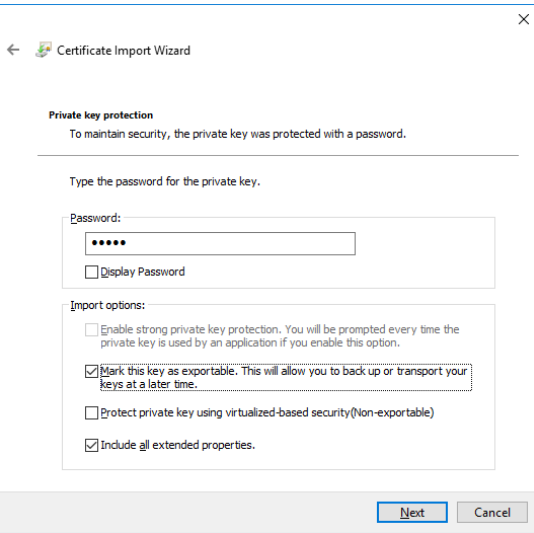 Certificate Import Wizard
Private key protection
To maintain security, the private key was protected with a password.
Type the password for the private key.
Password:
•••••
Display Password
Import options:
Enable strong private key protection. You will be prompted every time the
private key is used by an application if you enable this option.
Mark this key as exportable. This will allow you to back up or transport your
keys at a later time.
Protect private key using virtualized-based security(Non-exportable)
Include all extended properties.
Next
Cancel